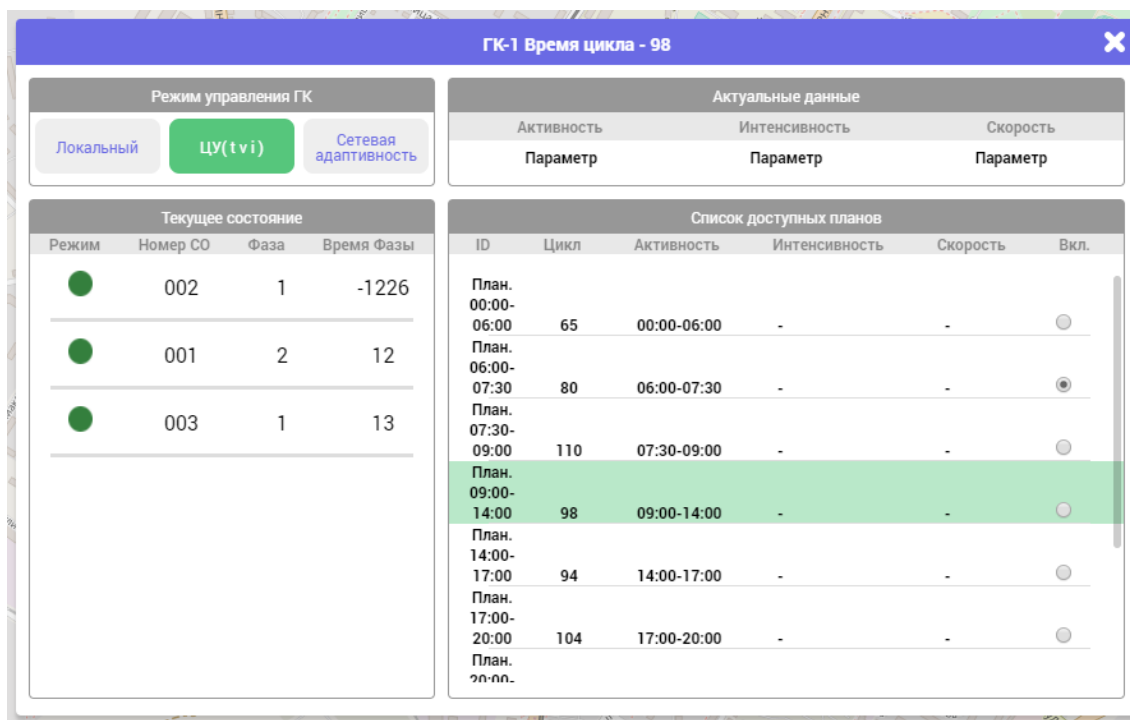 ГК-1 Время цикла - 98
Режим управления ГК
Локальный
ЦУ(tvi)
Сетевая
адаптивность
Актуальные данные
Активность Интенсивность Скорость
Параметр Параметр Параметр
Текущее состояние
Режим Номер СО Фаза Время Фазы
002 1 -1226
001 2 12
003 1 13
Список доступных планов
ID Цикл Активность Интенсивность Скорость Вкл.
План.
00:00-
06:00 65 00:00-06:00 - -
План.
06:00-
07:30 80 06:00-07:30 - -
План.
07:30-
09:00 110 07:30-09:00 - -
План.
09:00-
14:00 98 09:00-14:00 - -
План.
14:00-
17:00 94 14:00-17:00 - -
План.
17:00-
20:00 104 17:00-20:00 - -
План.
20:00-